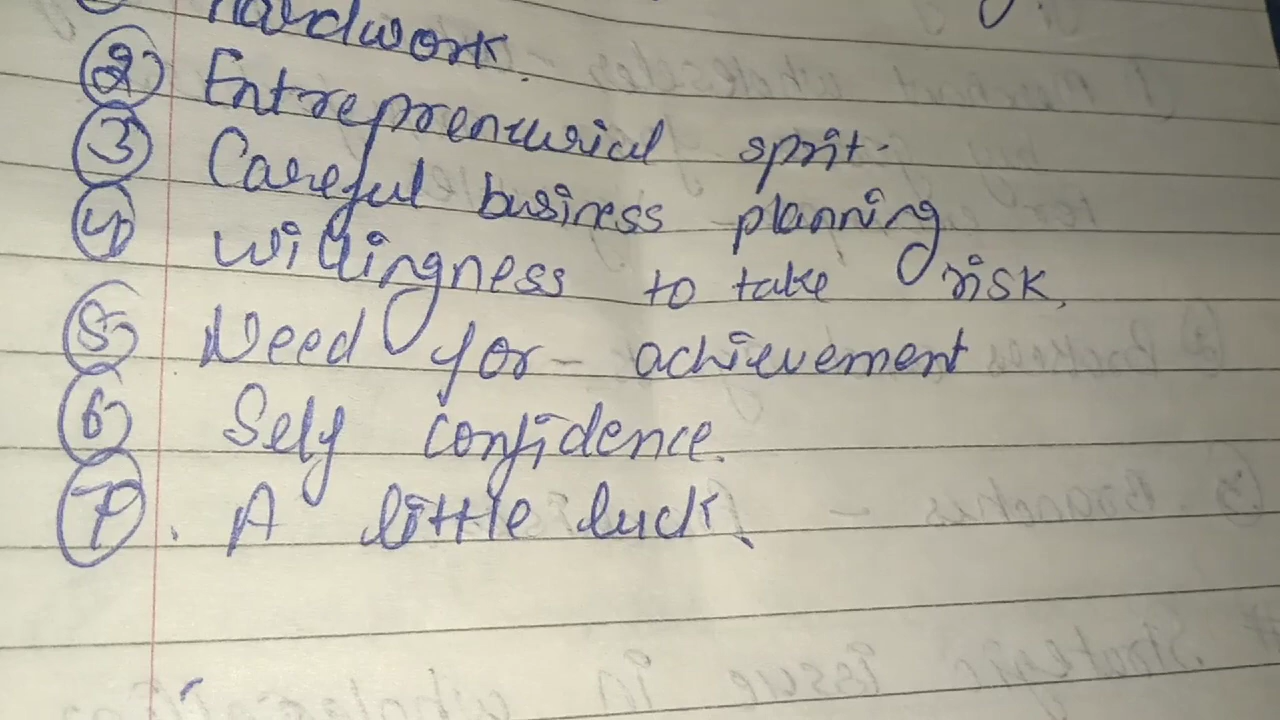 hardwork.
② Entreprenurial sprit.
③ Careful business planning
④ Willingness to take risk.
⑤ Need for - achievement
⑥ Self confidence.
⑦. A little luck.